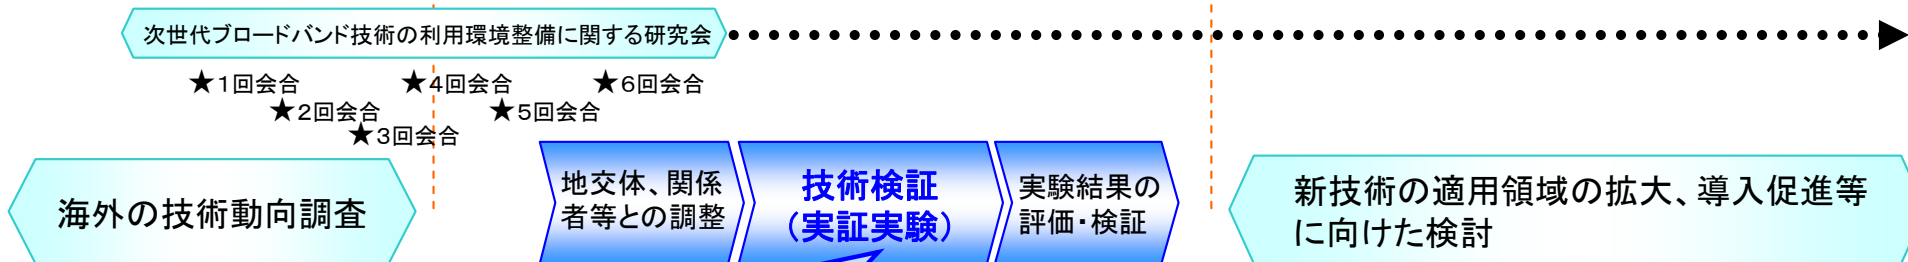 次世代ブロードバンド技術の利用環境整備に関する研究会
★1回会合
★4回会合
★6回会合
★2回会合
★5回会合
★3回会合
海外の技術動向調査
地交体、関係
者等との調整
技術検証
(実証実験)
実験結果の
評価・検証
新技術の適用領域の拡大、導入促進等
に向けた検討